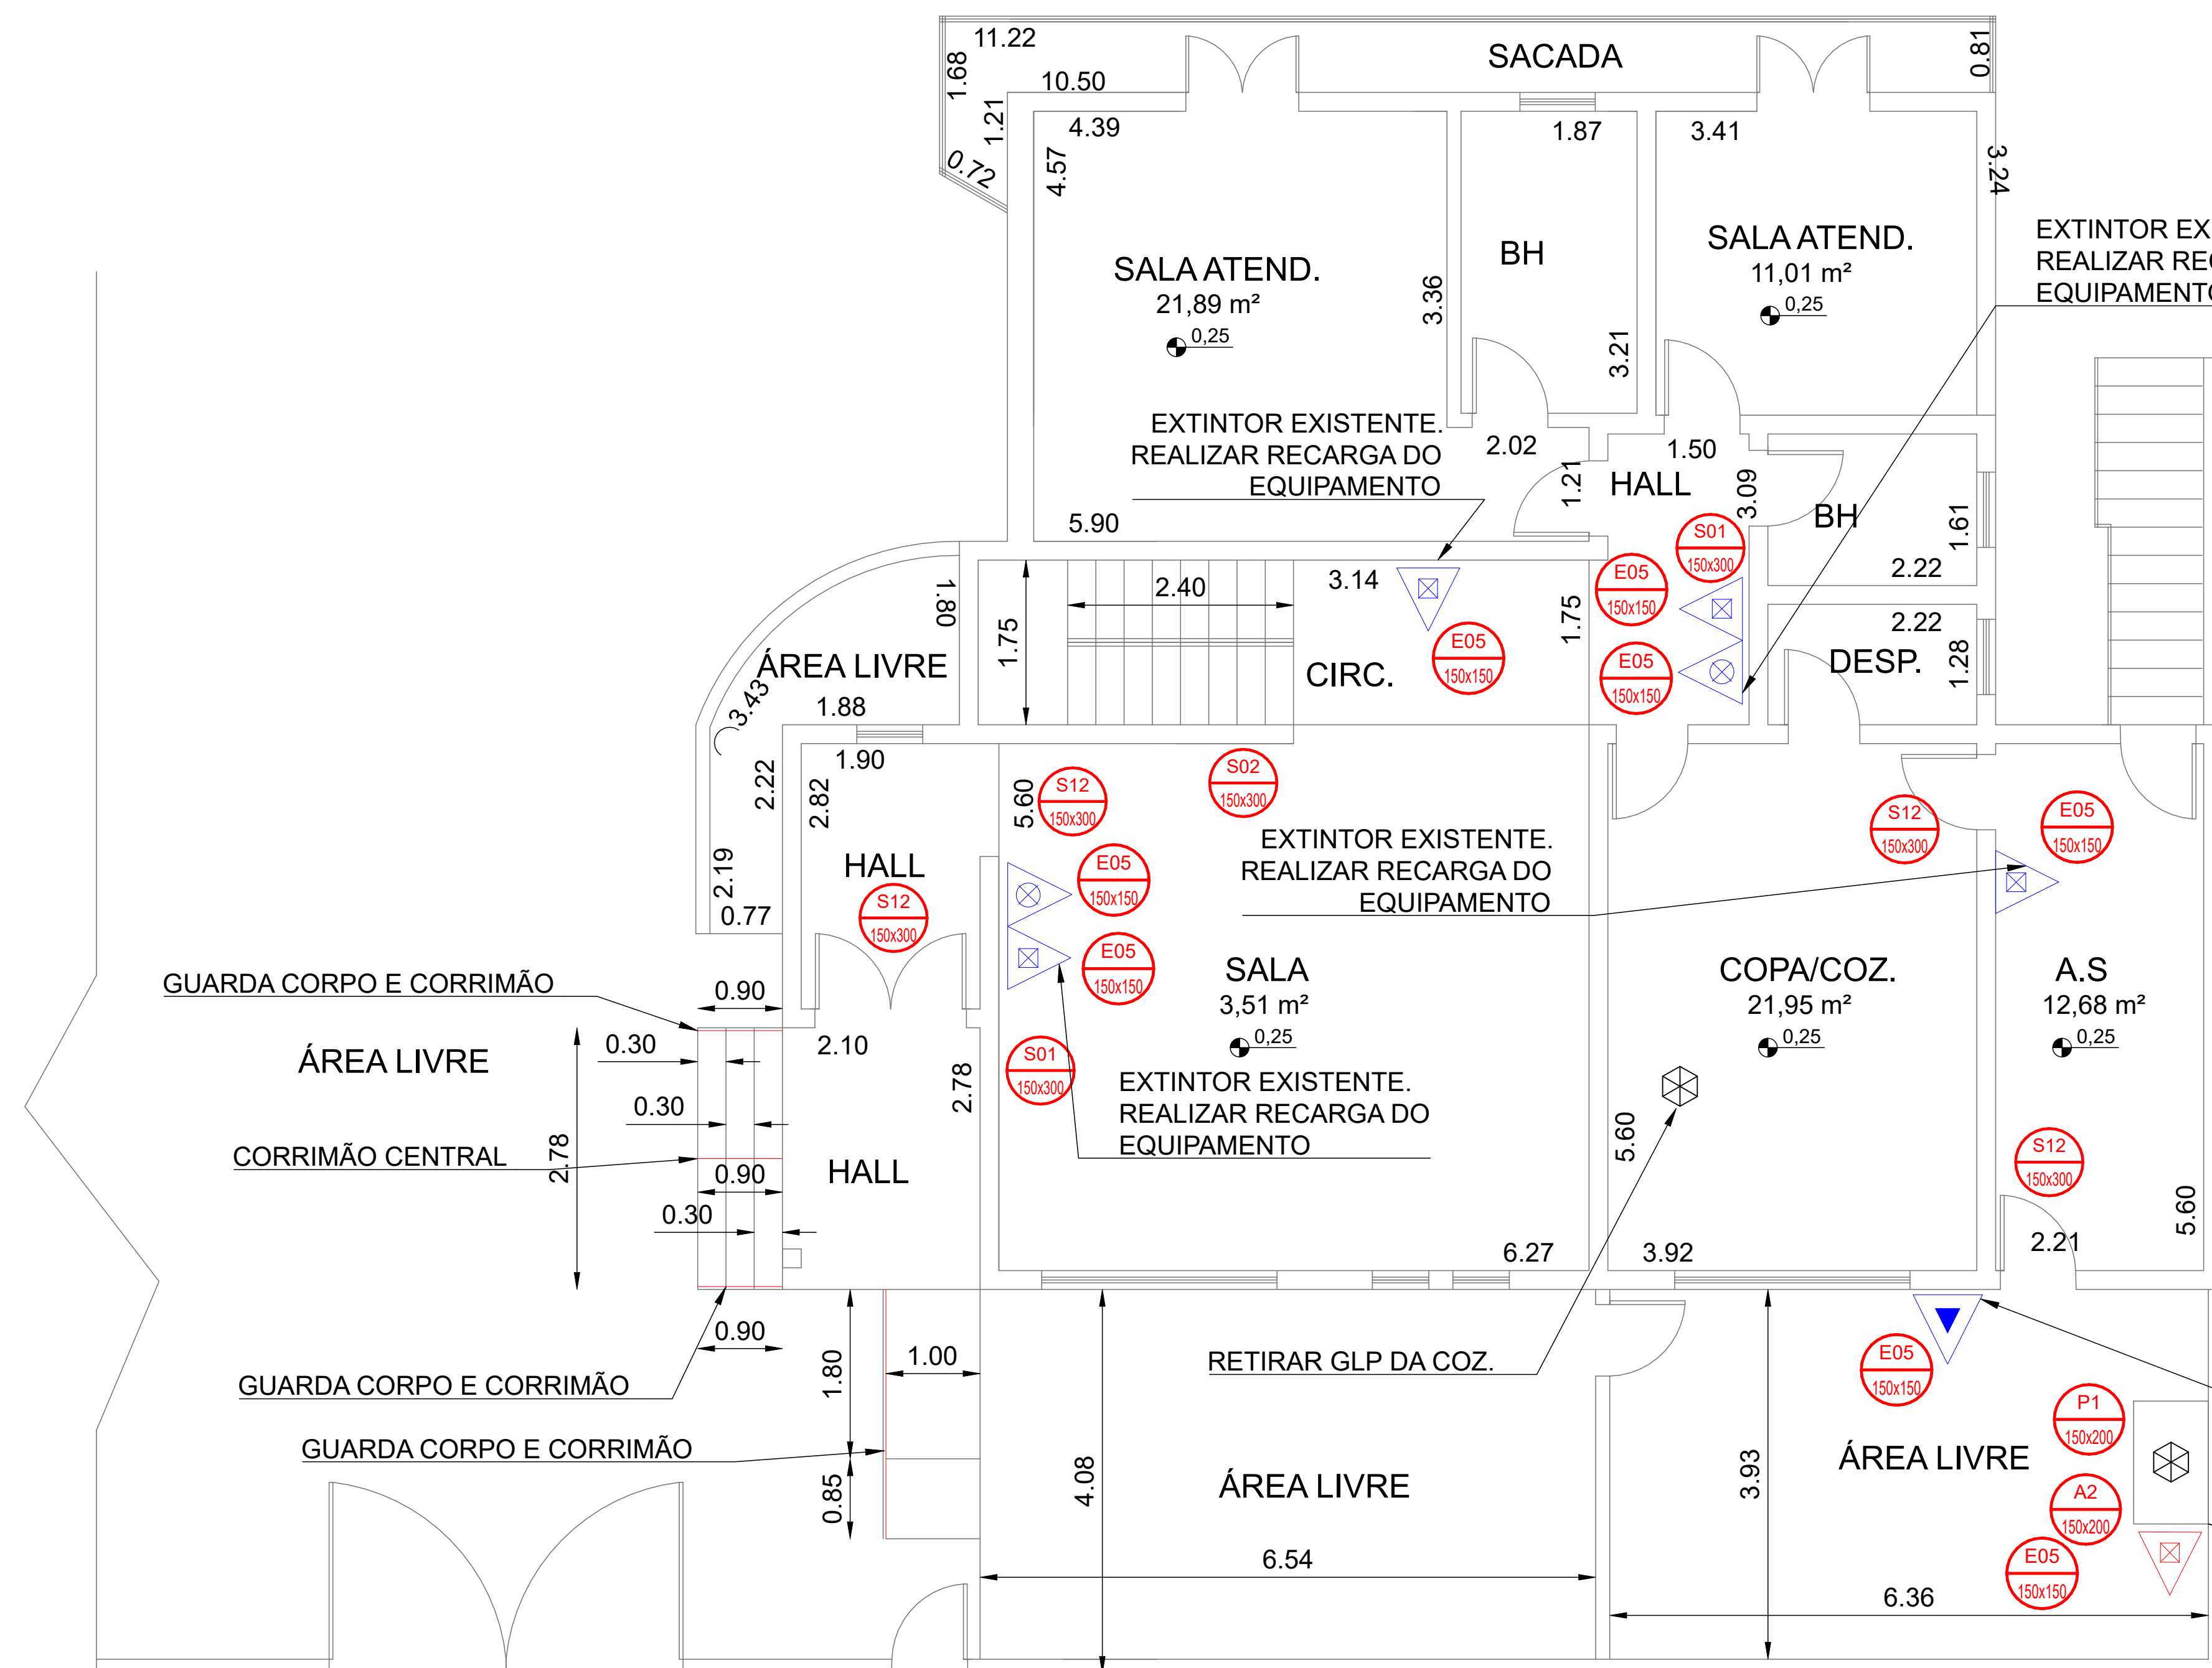 11.22
SACADA
0.81
1.68
10.50
1.21
4.39
1.87
3.41
0.72
4.57
3.24
SALA ATEND.
21,89 m²
0,25
BH
3.36
3.21
SALA ATEND.
11,01 m²
0,25
EXTINTOR EX
REALIZAR RE
EQUIPAMENTO
EXTINTOR EXISTENTE.
REALIZAR RECARGA DO
EQUIPAMENTO
2.02
1.21
1.50
HALL
3.09
BH
1.61
2.22
5.90
S01
150x300
E05
150x150
E05
150x150
1.80
1.75
2.40
3.14
1.75
E05
150x150
CIRC.
2.22
DESP.
1.28
ÁREA LIVRE
3.43
1.88
1.90
2.22
2.82
2.19
0.77
HALL
S12
150x300
5.60
S12
150x300
S02
150x300
E05
150x150
E05
150x150
EXTINTOR EXISTENTE.
REALIZAR RECARGA DO
EQUIPAMENTO
S12
150x300
E05
150x150
SALA
3,51 m²
0,25
COPA/COZ.
21,95 m²
0,25
A.S
12,68 m²
0,25
GUARDA CORPO E CORRIMÃO
0.90
0.30
ÁREA LIVRE
2.10
2.78
S01
150x300
EXTINTOR EXISTENTE.
REALIZAR RECARGA DO
EQUIPAMENTO
0.30
CORRIMÃO CENTRAL
2.78
0.90
0.30
HALL
5.60
S12
150x300
5.60
2.21
6.27
3.92
0.90
1.80
1.00
RETIRAR GLP DA COZ.
GUARDA CORPO E CORRIMÃO
GUARDA CORPO E CORRIMÃO
0.85
4.08
ÁREA LIVRE
6.54
3.93
E05
150x150
ÁREA LIVRE
P1
150x200
A2
150x200
E05
150x150
6.36